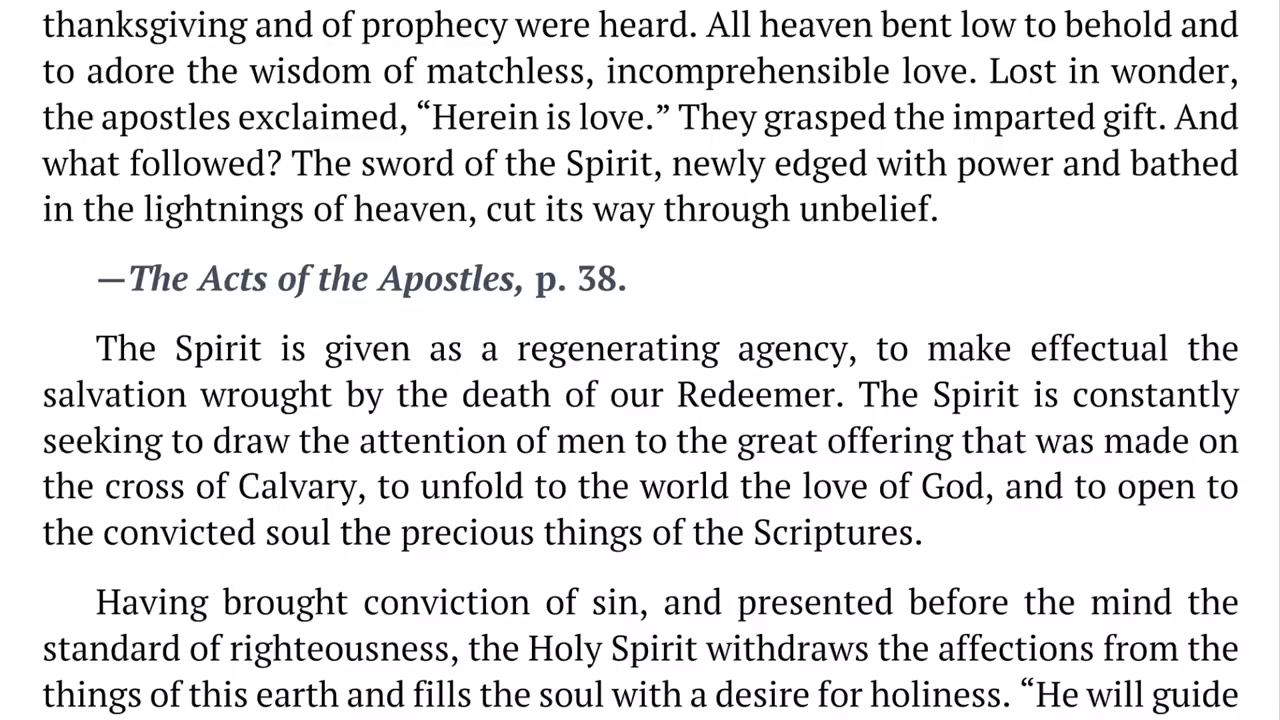 thanksgiving and of prophecy were heard. All heaven bent low to behold and
to adore the wisdom of matchless, incomprehensible love. Lost in wonder,
the apostles exclaimed, “Herein is love.” They grasped the imparted gift. And
what followed? The sword of the Spirit, newly edged with power and bathed
in the lightnings of heaven, cut its way through unbelief.
—The Acts of the Apostles, p. 38.
The Spirit is given as a regenerating agency, to make effectual the
salvation wrought by the death of our Redeemer. The Spirit is constantly
seeking to draw the attention of men to the great offering that was made on
the cross of Calvary, to unfold to the world the love of God, and to open to
the convicted soul the precious things of the Scriptures.
Having brought conviction of sin, and presented before the mind the
standard of righteousness, the Holy Spirit withdraws the affections from the
things of this earth and fills the soul with a desire for holiness. “He will guide